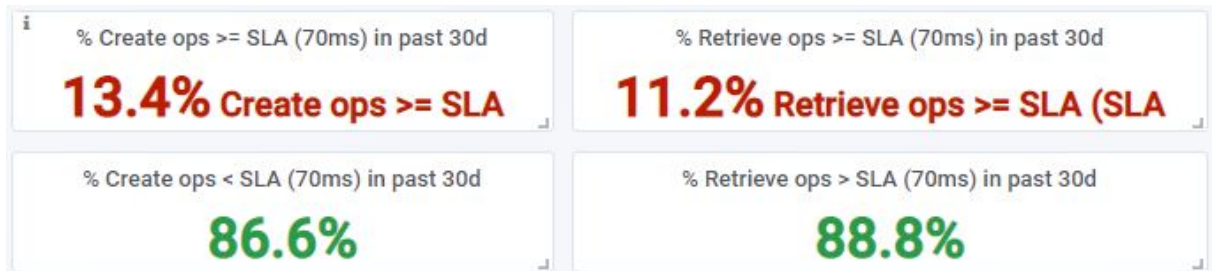 i
% Create ops >= SLA (70ms) in past 30d
13.4% Create ops >= SLA
% Retrieve ops >= SLA (70ms) in past 30d
11.2% Retrieve ops >= SLA (SLA
% Create ops < SLA (70ms) in past 30d
86.6%
% Retrieve ops > SLA (70ms) in past 30d
88.8%